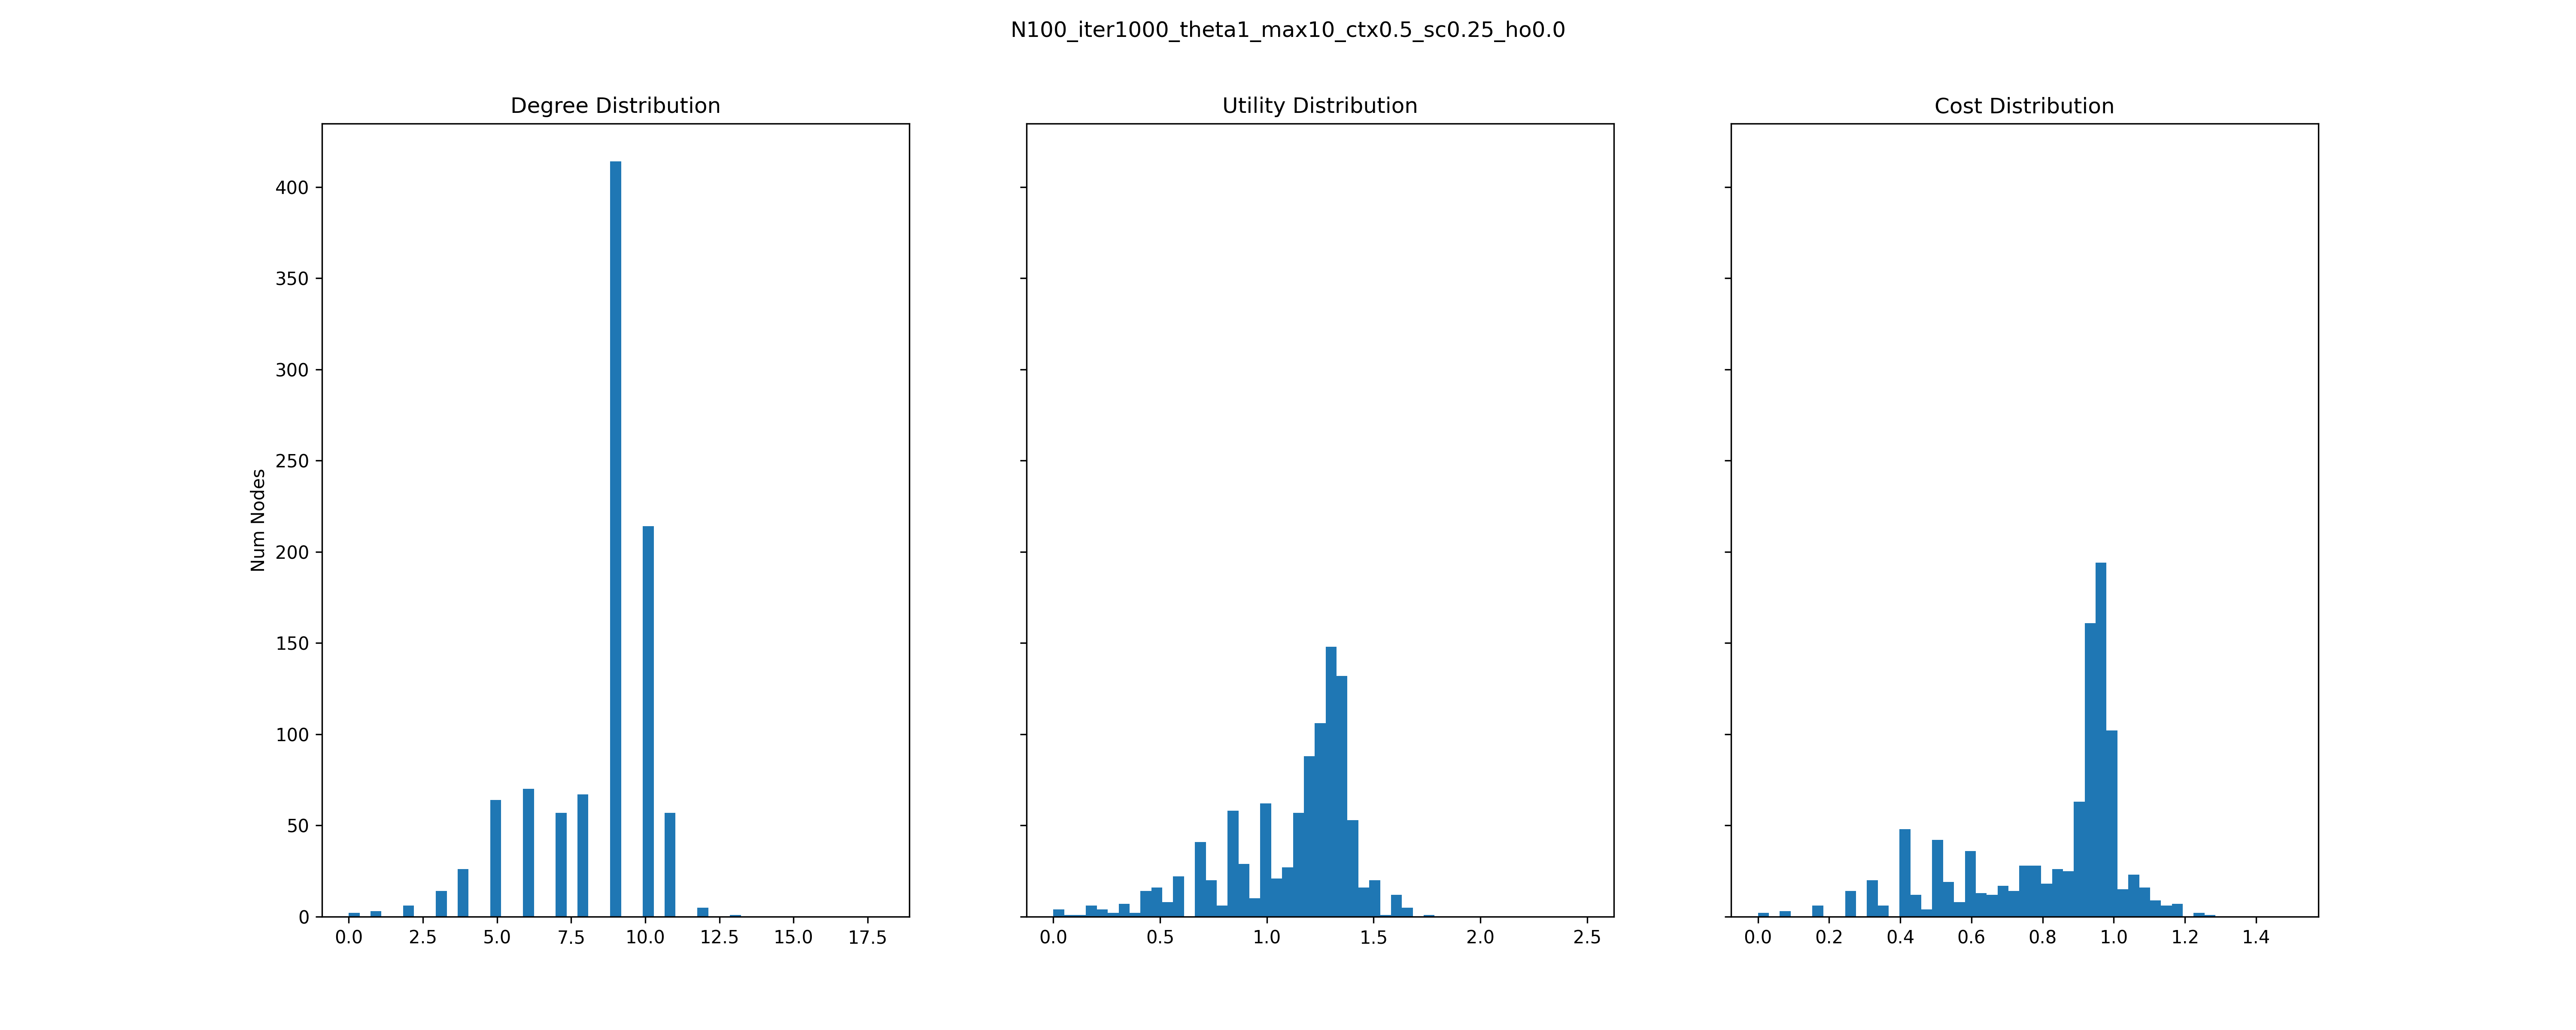 N100_iter1000_theta1_max10_ctx0.5_sc0.25_ho0.0
Degree Distribution
Utility Distribution
Cost Distribution
Num Nodes
400
350
300
250
200
150
100
50
0
0.0 2.5 5.0 7.5 10.0 12.5 15.0 17.5
0.0 0.5 1.0 1.5 2.0 2.5
0.0 0.2 0.4 0.6 0.8 1.0 1.2 1.4